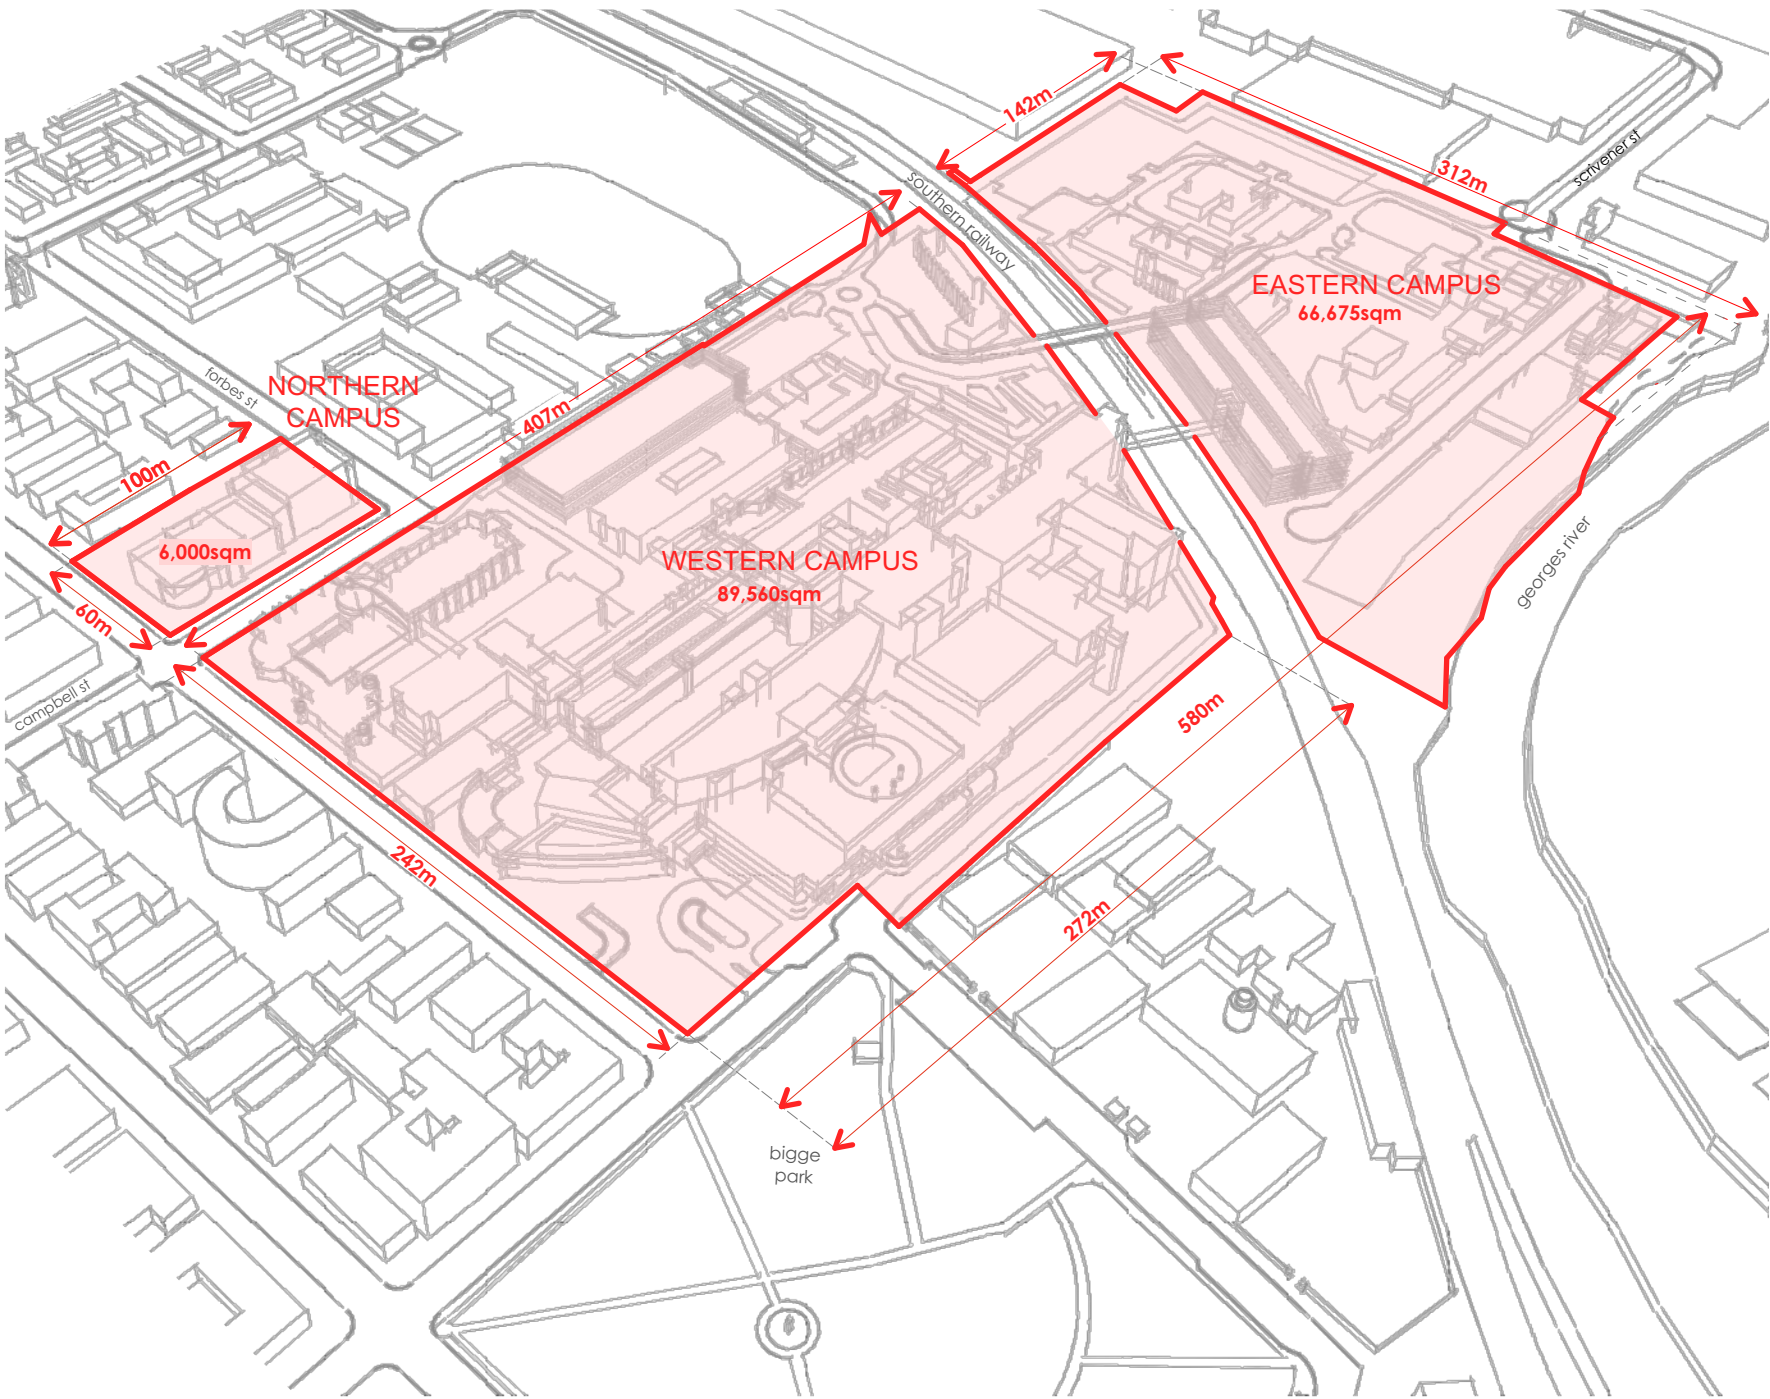 142m
312m
scrivener st
southern railway
EASTERN CAMPUS
66,675sqm
forbes st
NORTHERN
CAMPUS
407m
100m
6,000sqm
WESTERN CAMPUS
89,560sqm
georges river
60m
campbell st
580m
242m
272m
bigge
park